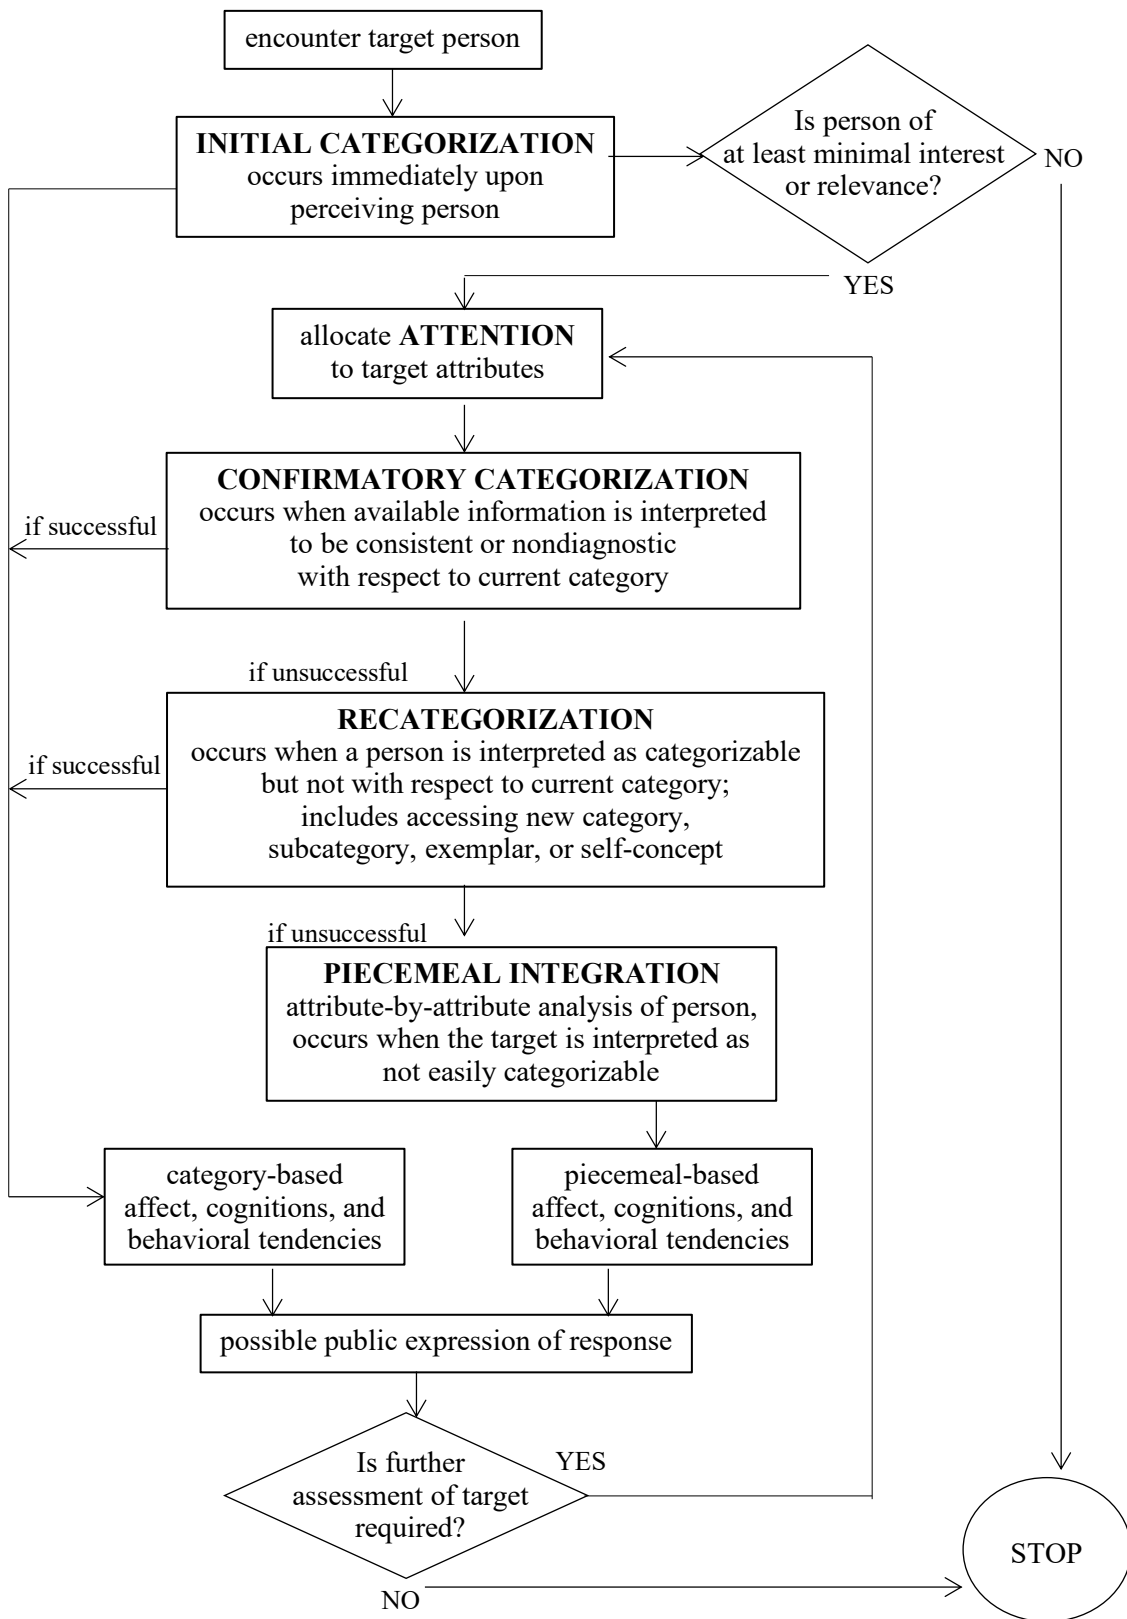 encounter target person
INITIAL CATEGORIZATION
occurs immediately upon
perceiving person
Is person of
at least minimal interest
or relevance?
NO
YES
allocate ATTENTION
to target attributes
CONFIRMATORY CATEGORIZATION
occurs when available information is interpreted
to be consistent or nondiagnostic
with respect to current category
if successful
if unsuccessful
RECATEGORIZATION
occurs when a person is interpreted as categorizable
but not with respect to current category;
includes accessing new category,
subcategory, exemplar, or self-concept
if successful
if unsuccessful
PIECEMEAL INTEGRATION
attribute-by-attribute analysis of person,
occurs when the target is interpreted as
not easily categorizable
category-based
affect, cognitions, and
behavioral tendencies
piecemeal-based
affect, cognitions, and
behavioral tendencies
possible public expression of response
Is further
assessment of target
required?
YES
NO
STOP